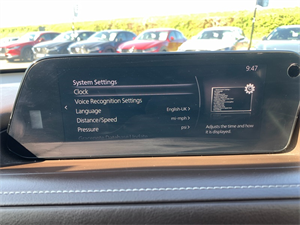 9:47
System Settings
Clock
Voice Recognition Settings
Language English-UK
Distance/Speed mi·mph
Pressure psi
Adjusts the time and how
it is displayed.